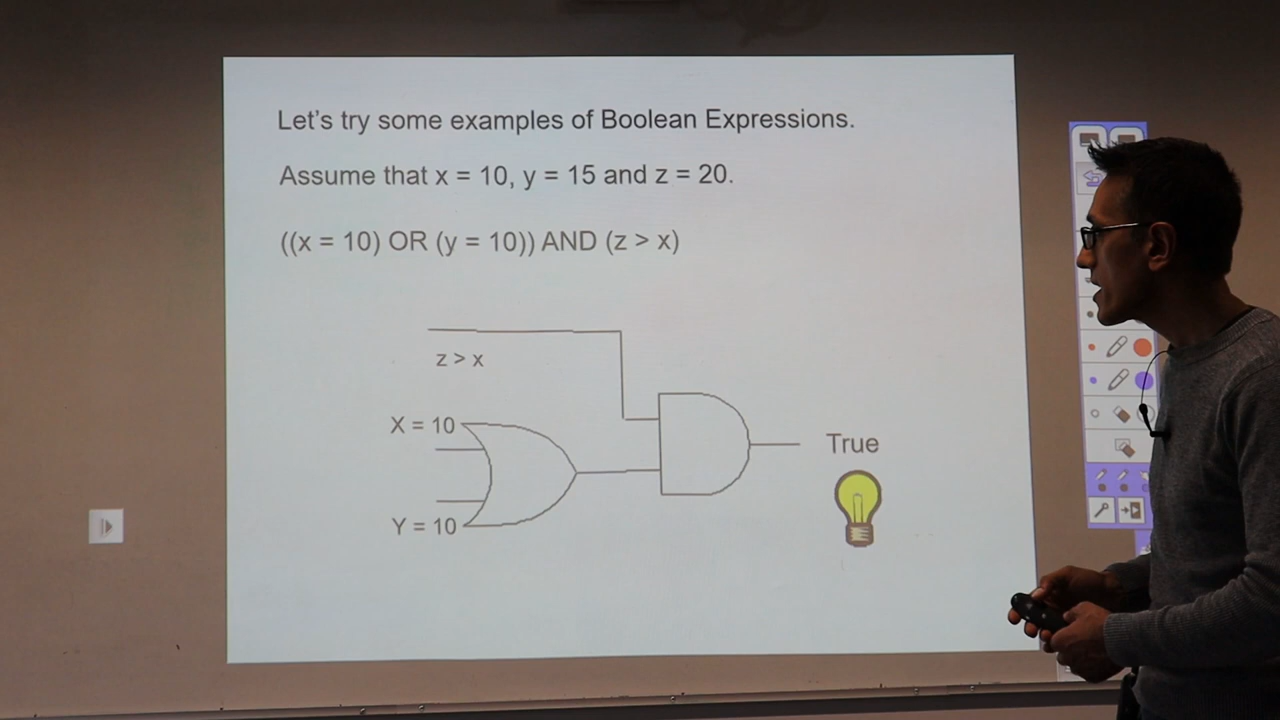 Let's try some examples of Boolean Expressions.
Assume that x = 10, y = 15 and z = 20.
((x = 10) OR (y = 10)) AND (z > x)
z > x
X = 10
True
Y = 10